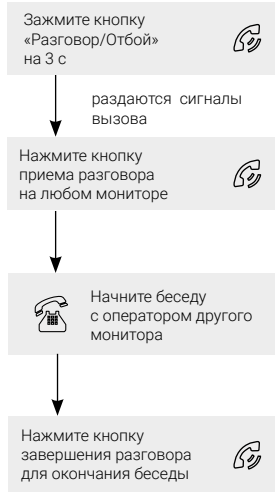 Зажмите кнопку
«Разговор/Отбой»
на 3 с
раздаются сигналы
вызова
Нажмите кнопку
приема разговора
на любом мониторе
Начните беседу
с оператором другого
монитора
Нажмите кнопку
завершения разговора
для окончания беседы